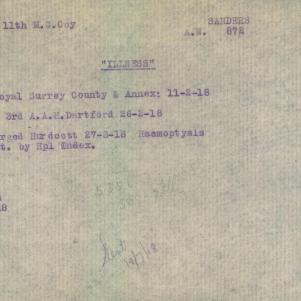 11th M.G.Coy
SANDERS
A.W. 872
"ILLNESS"
oyal Surrey County & Annex: 11-2-18
3rd A.A.H.Dartford 26-2-18
rged Hurdcott 27-3-18 Haemoptysis
t. by Hpl Index.
18
Sent